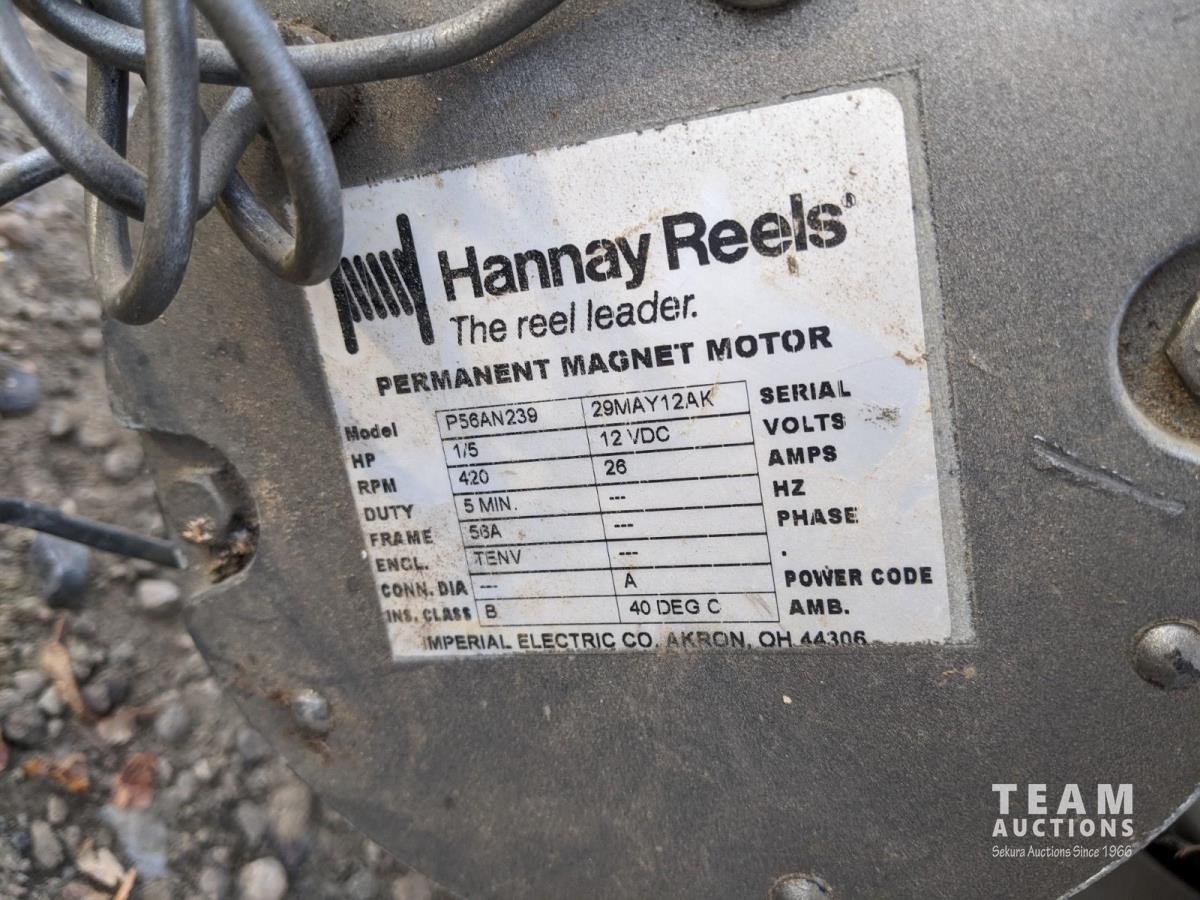 Hannay Reels®
The reel leader.
PERMANENT MAGNET MOTOR
Model P56AN239 29MAY12AK SERIAL
HP 1/5 12 VDC VOLTS
RPM 420 26 AMPS
DUTY 5 MIN. --- HZ
FRAME 56A --- PHASE
ENCL. TENV --- .
CONN. DIA --- A POWER CODE
INS. CLASS B 40 DEG C AMB.
IMPERIAL ELECTRIC CO. AKRON, OH 44306
TEAM
AUCTIONS
Sekura Auctions Since 1966